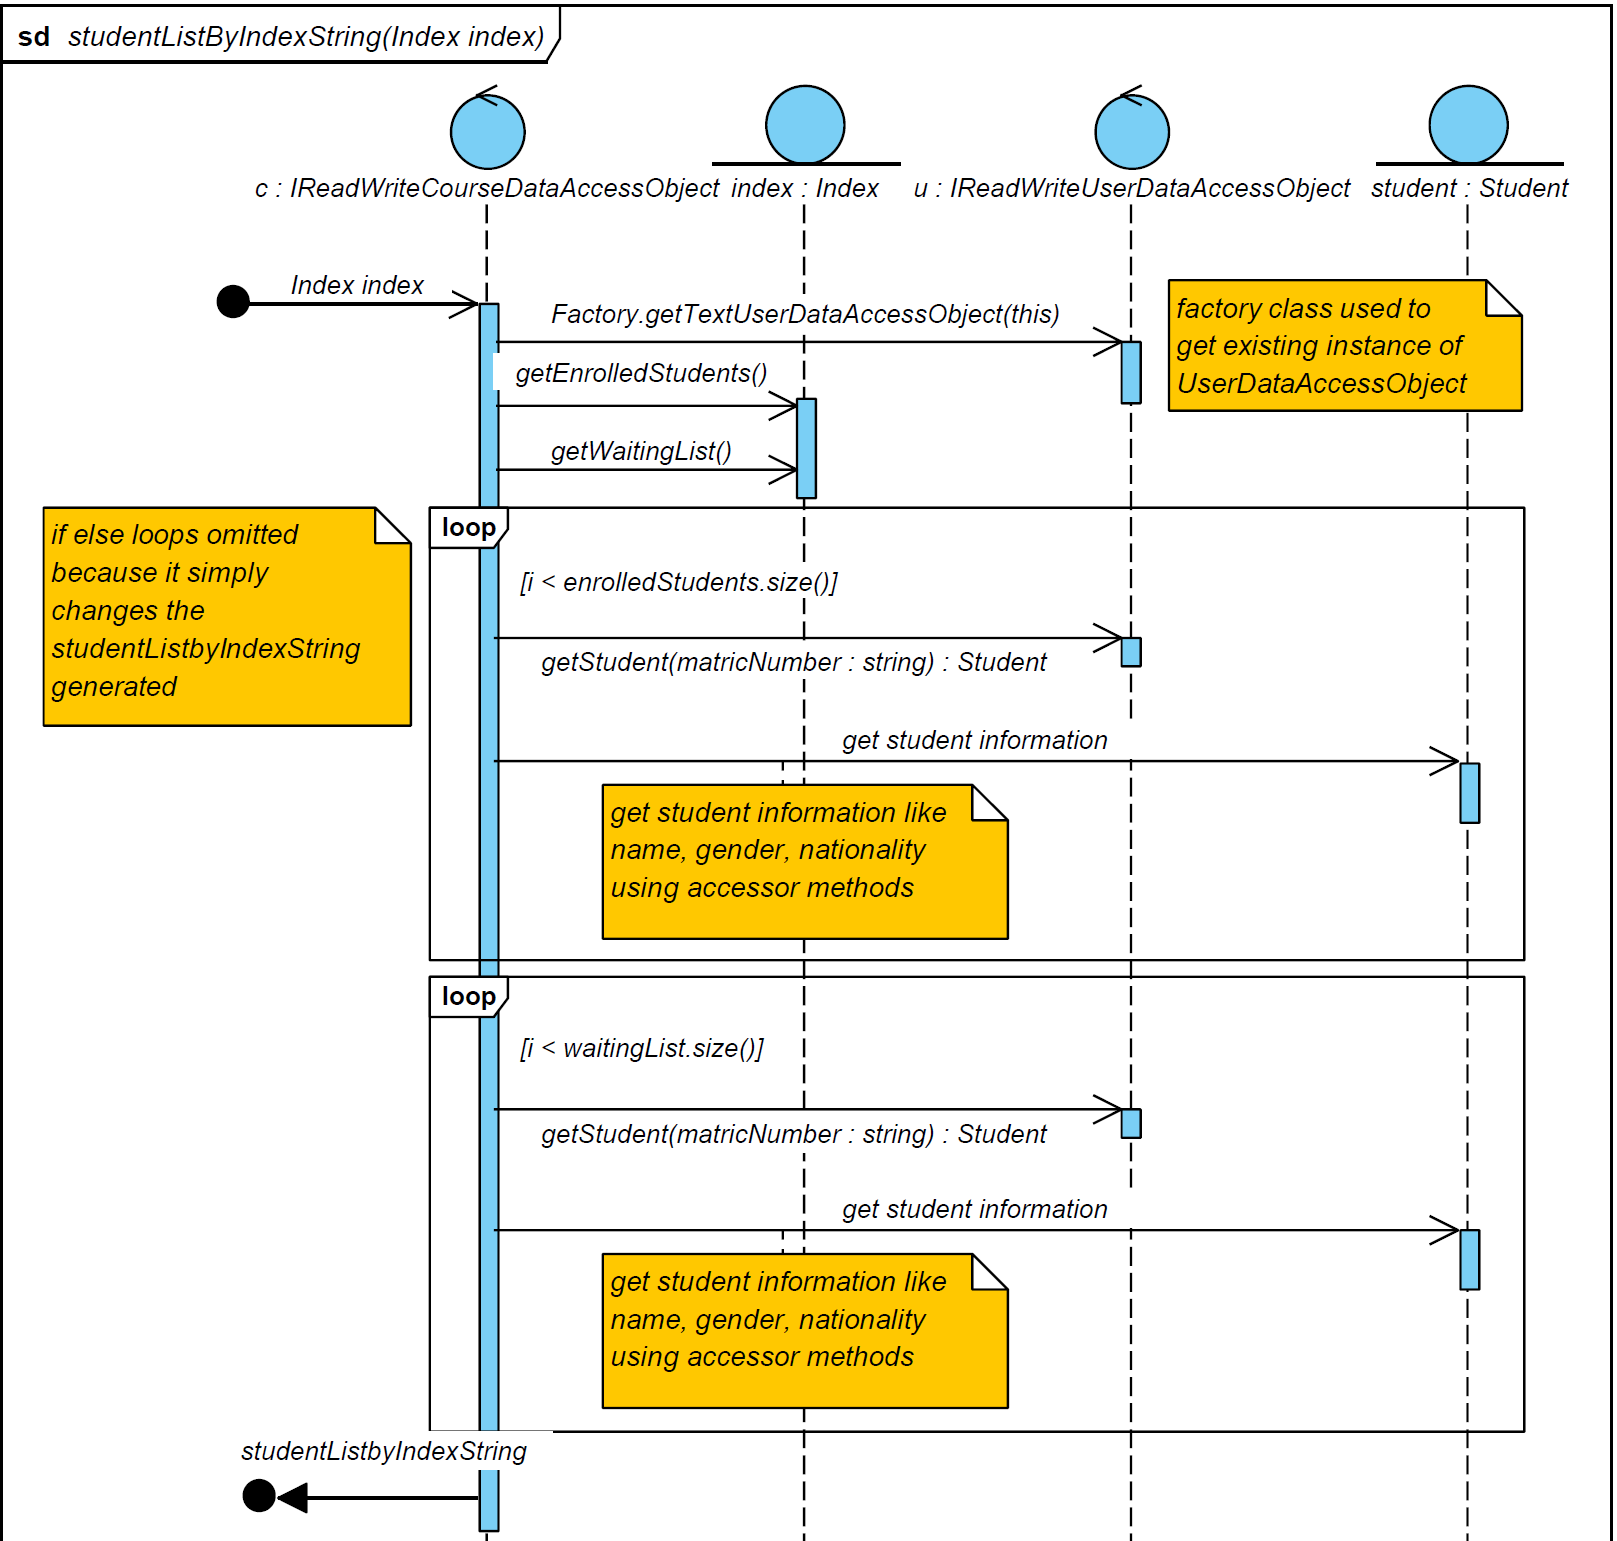 sd studentListByIndexString(Index index)
c : IReadWriteCourseDataAccessObject
index : Index
u : IReadWriteUserDataAccessObject
student : Student
Index index
Factory.getTextUserDataAccessObject(this)
factory class used to
get existing instance of
UserDataAccessObject
getEnrolledStudents()
getWaitingList()
if else loops omitted
because it simply
changes the
studentListbyIndexString
generated
loop
[i < enrolledStudents.size()]
getStudent(matricNumber : string) : Student
get student information
get student information like
name, gender, nationality
using accessor methods
loop
[i < waitingList.size()]
getStudent(matricNumber : string) : Student
get student information
get student information like
name, gender, nationality
using accessor methods
studentListbyIndexString